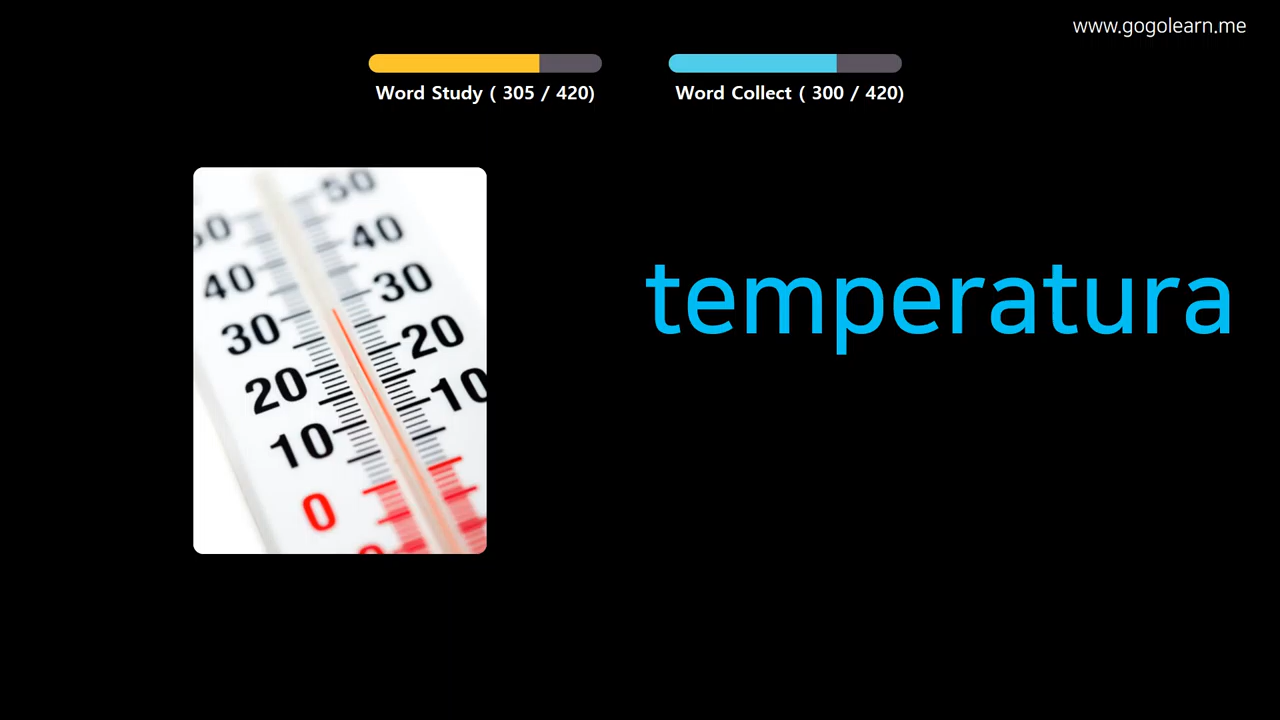 www.gogolearn.me
Word Study ( 305 / 420)
Word Collect ( 300 / 420)
50
40
30
20
10
40
30
20
10
0
temperatura